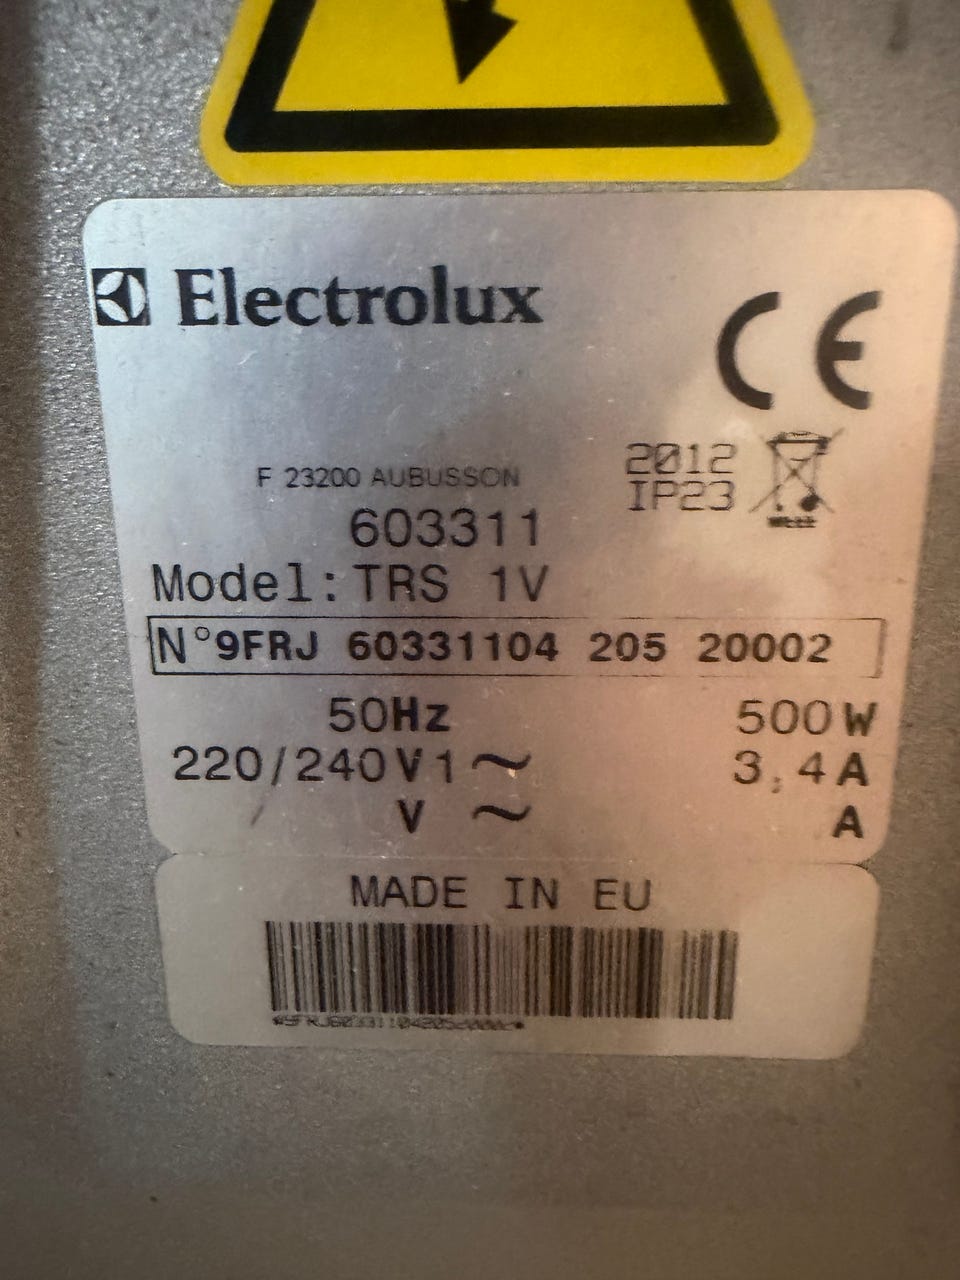 Electrolux
CE
F 23200 AUBUSSON
2012
IP23
603311
Model: TRS 1V
N°9FRJ 60331104 205 20002
50Hz 500W
220/240V1~ 3,4A
V ~ A
MADE IN EU
*9FRJ6033110420520002*